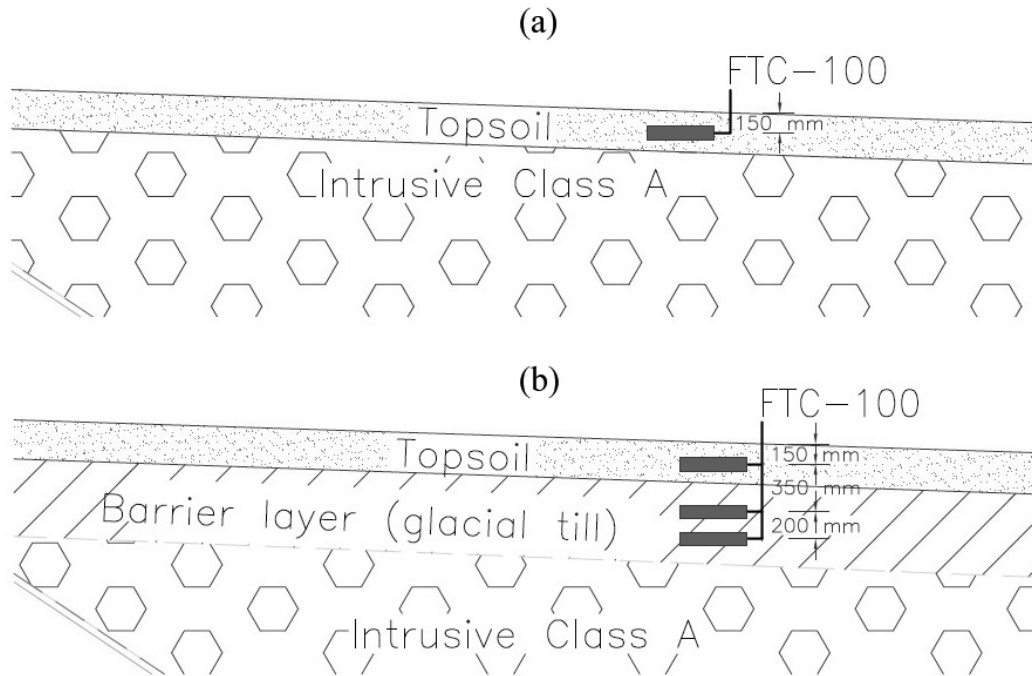 (a)
FTC-100
Topsoil
150 mm
Intrusive Class A
(b)
FTC-100
Topsoil
150 mm
350 mm
Barrier layer (glacial till)
200 mm
Intrusive Class A